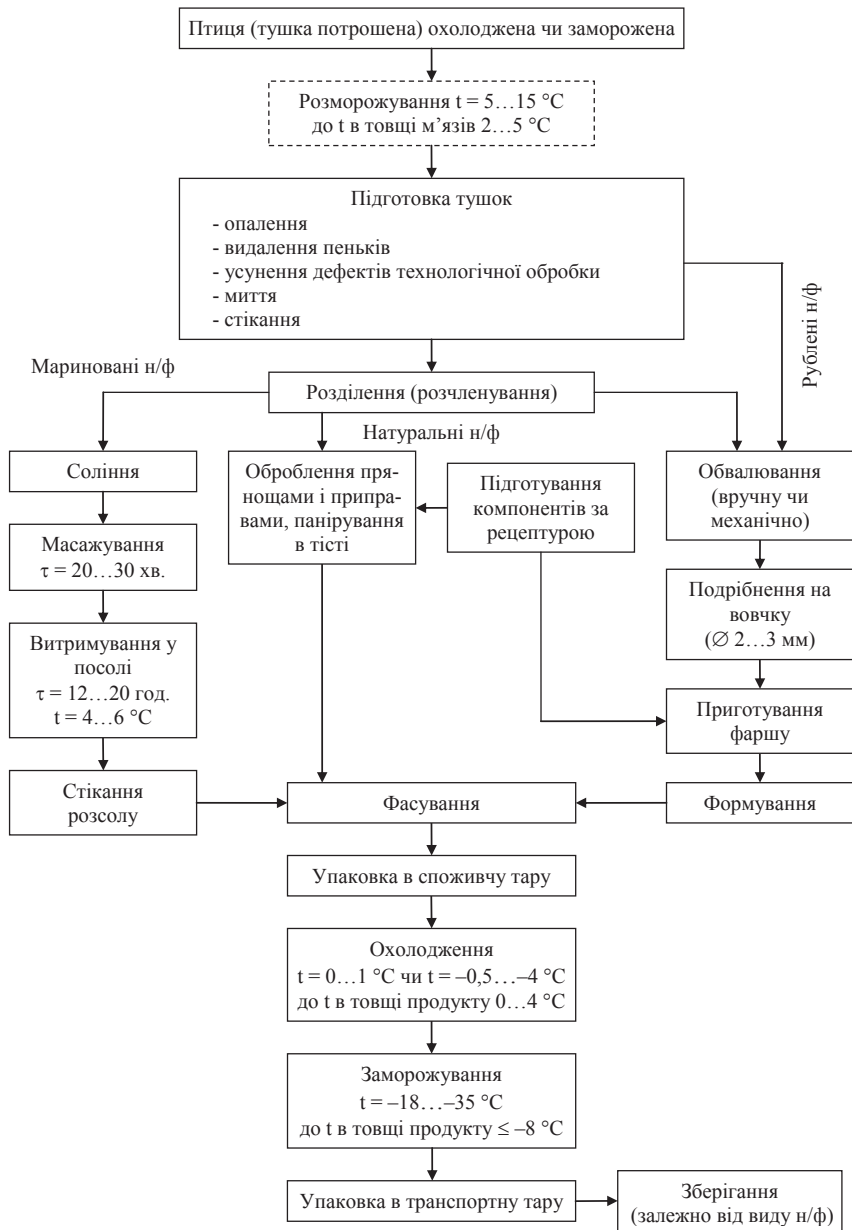 Птиця (тушка потрошена) охолоджена чи заморожена
Розморожування t = 5…15 °С
до t в товщі м’язів 2…5 °С
Підготовка тушок
- опалення
- видалення пеньків
- усунення дефектів технологічної обробки
- миття
- стікання
Рублені н/ф
Мариновані н/ф
Розділення (розчленування)
Натуральні н/ф
Соління
Масажування
τ = 20…30 хв.
Витримування у
посолі
τ = 12…20 год.
t = 4…6 °С
Стікання
розсолу
Оброблення пря-
нощами і припра-
вами, панірування
в тісті
Підготування
компонентів за
рецептурою
Обвалювання
(вручну чи
механічно)
Подрібнення на
вовчку
(∅ 2…3 мм)
Приготування
фаршу
Формування
Фасування
Упаковка в споживчу тару
Охолодження
t = 0…1 °С чи t = –0,5…–4 °С
до t в товщі продукту 0…4 °С
Заморожування
t = –18…–35 °С
до t в товщі продукту ≤ –8 °С
Упаковка в транспортну тару
Зберігання
(залежно від виду н/ф)